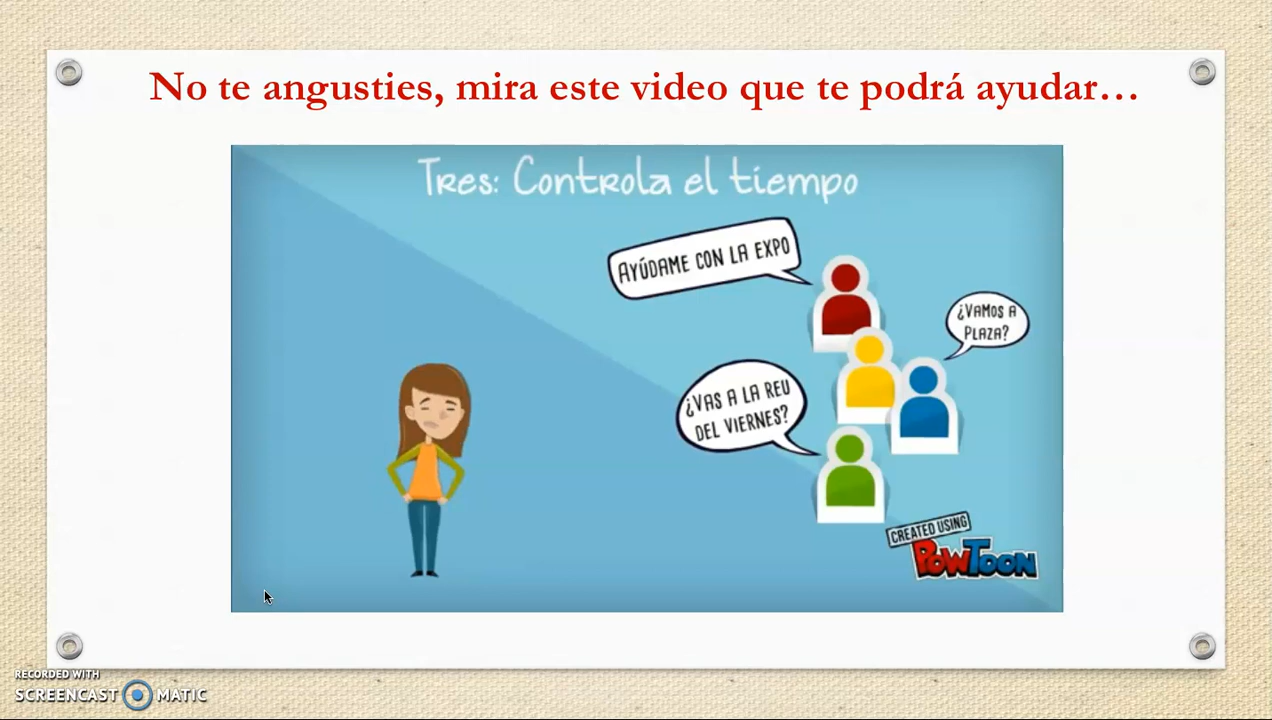 No te angusties, mira este video que te podrá ayudar…
Tres: Controla el tiempo
AYÚDAME CON LA EXPO
¿VAMOS A
PLAZA?
¿VAS A LA REU
DEL VIERNES?
CREATED USING
POWTOON
RECORDED WITH
SCREENCAST MATIC